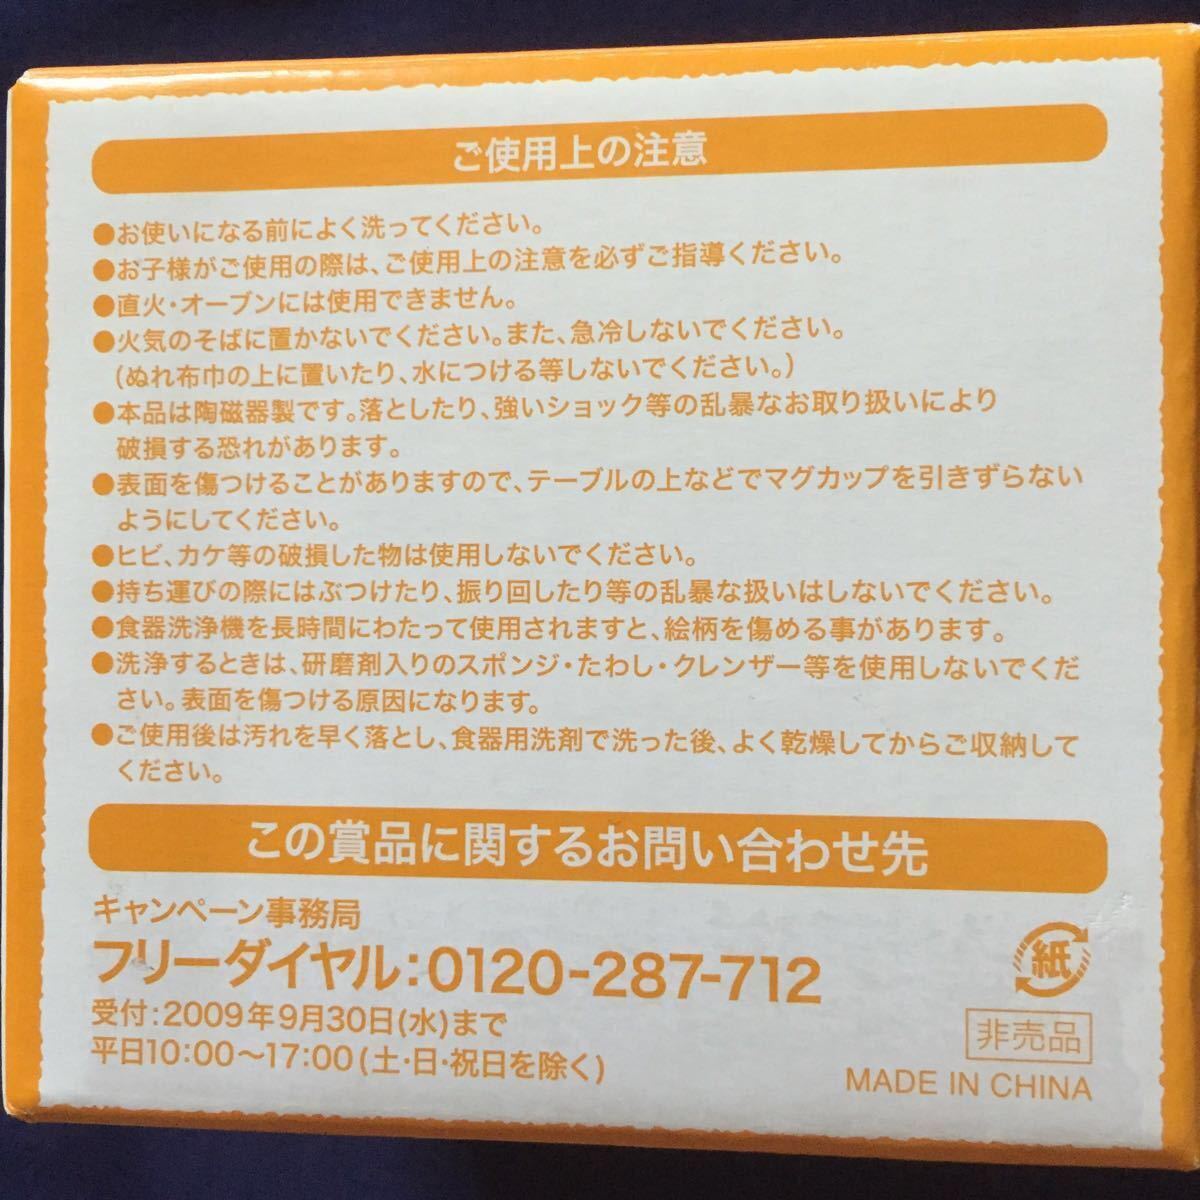 ご使用上の注意
●お使いになる前によく洗ってください。
●お子様がご使用の際は、ご使用上の注意を必ずご指導ください。
●直火・オーブンには使用できません。
●火気のそばに置かないでください。また、急冷しないでください。
（ぬれ布巾の上に置いたり、水につける等しないでください。）
●本品は陶磁器製です。落としたり、強いショック等の乱暴なお取り扱いにより
破損する恐れがあります。
●表面を傷つけることがありますので、テーブルの上などでマグカップを引きずらない
ようにしてください。
●ヒビ、カケ等の破損した物は使用しないでください。
●持ち運びの際にはぶつけたり、振り回したり等の乱暴な扱いはしないでください。
●食器洗浄機を長時間にわたって使用されますと、絵柄を傷める事があります。
●洗浄するときは、研磨剤入りのスポンジ・たわし・クレンザー等を使用しないでくだ
さい。表面を傷つける原因になります。
●ご使用後は汚れを早く落とし、食器用洗剤で洗った後、よく乾燥してからご収納して
ください。
この賞品に関するお問い合わせ先
キャンペーン事務局
フリーダイヤル:0120-287-712
受付:2009年9月30日(水)まで
平日10:00〜17:00(土・日・祝日を除く)
紙
非売品
MADE IN CHINA